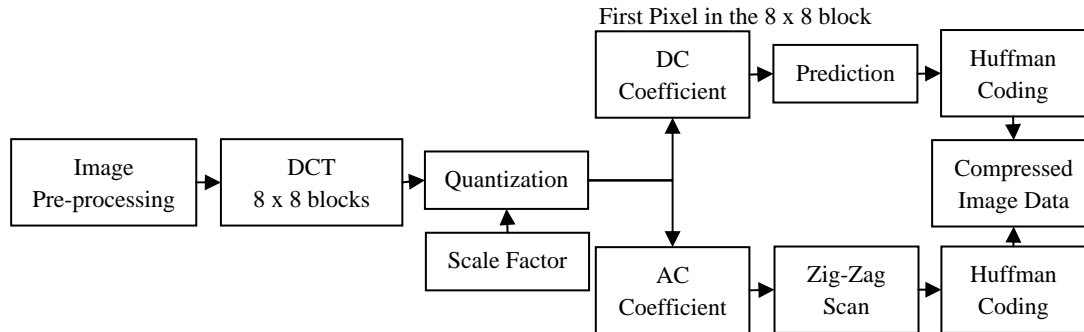 First Pixel in the 8 x 8 block
DC
Coefficient
Prediction
Huffman
Coding
Image
Pre-processing
DCT
8 x 8 blocks
Quantization
Compressed
Image Data
Scale Factor
AC
Coefficient
Zig-Zag
Scan
Huffman
Coding